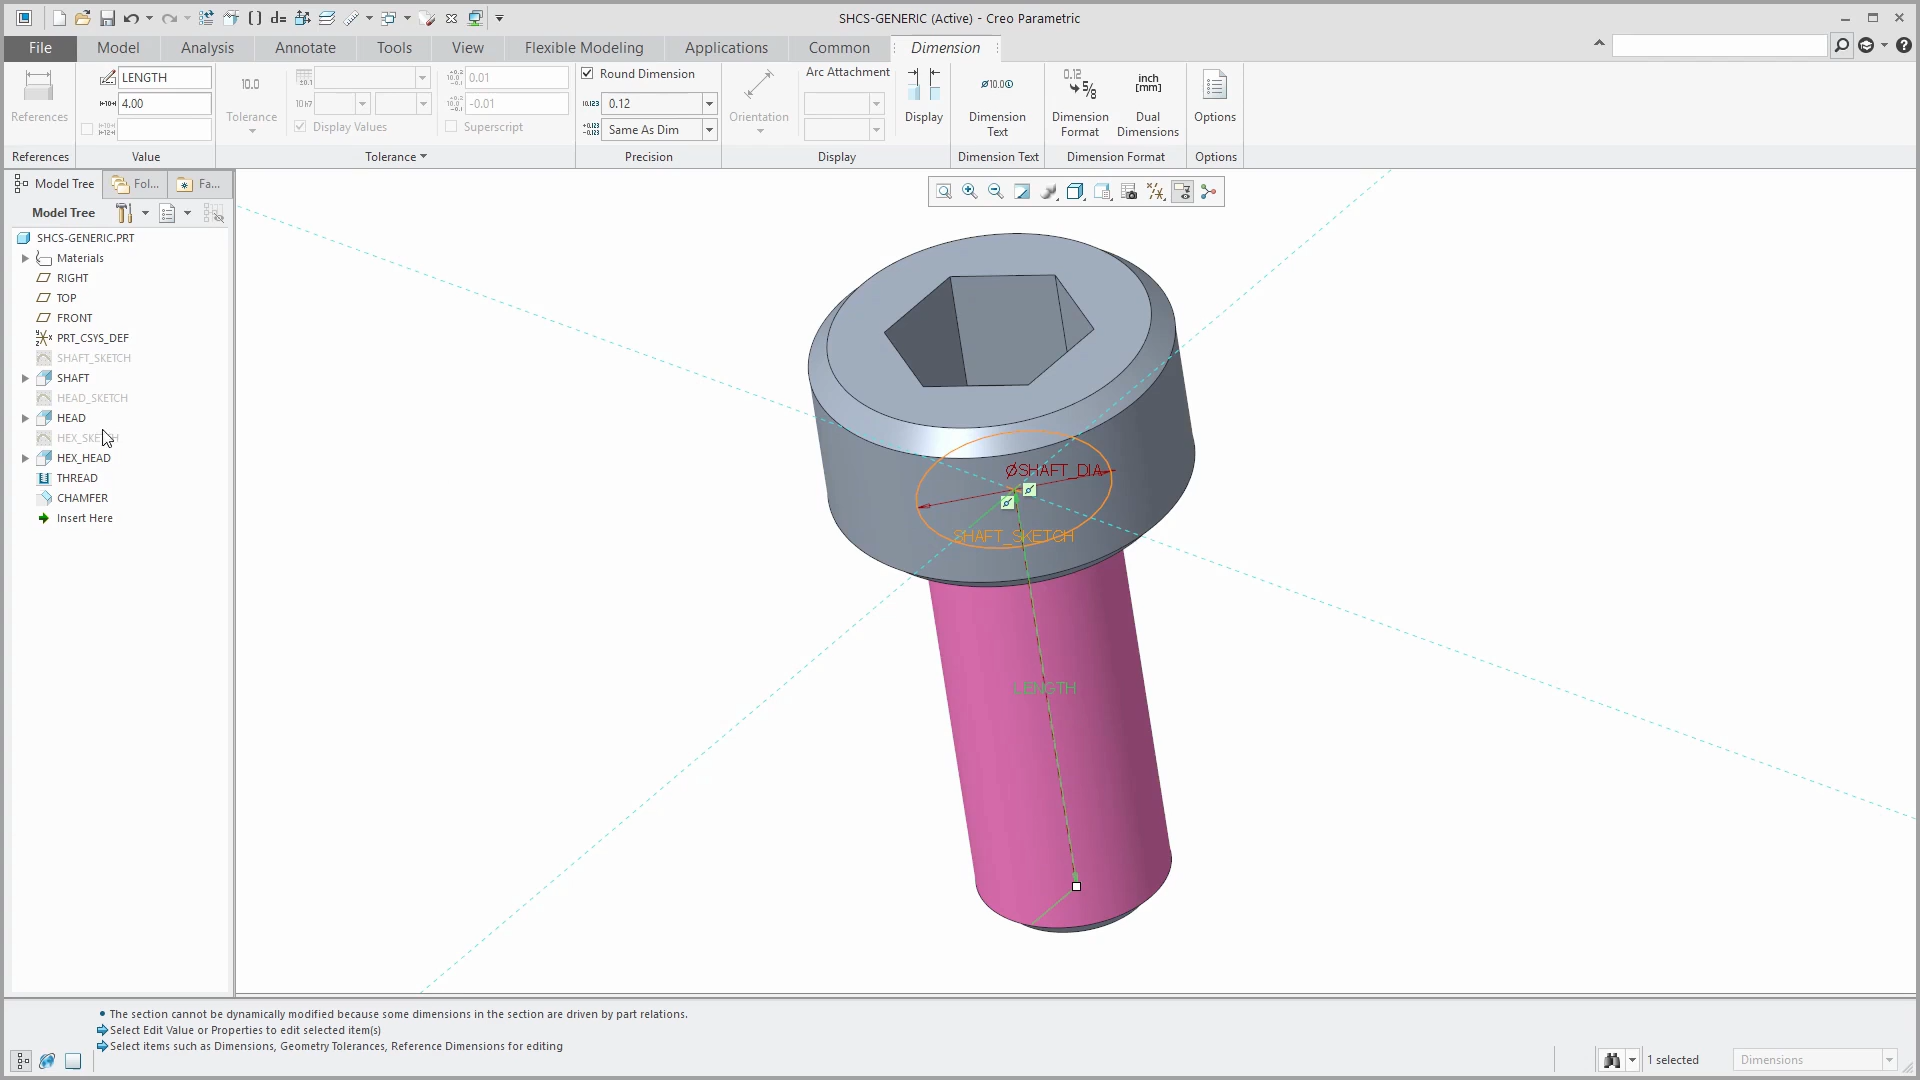 SHCS-GENERIC (Active) - Creo Parametric
File Model Analysis Annotate Tools View Flexible Modeling Applications Common Dimension
References
LENGTH
4.00
References
Value
10.0
Tolerance
Display Values
0.01
-0.01
Superscript
Tolerance
Round Dimension
0.12
Same As Dim
Precision
Orientation
Arc Attachment
Display
Display
ø10.0
Dimension
Text
Dimension Text
0.12
5/8
Dimension
Format
inch
[mm]
Dual
Dimensions
Dimension Format
Options
Options
Model Tree Fol... Fa...
Model Tree
SHCS-GENERIC.PRT
Materials
RIGHT
TOP
FRONT
PRT_CSYS_DEF
SHAFT_SKETCH
SHAFT
HEAD_SKETCH
HEAD
HEX_HEAD
THREAD
CHAMFER
Insert Here
ØSHAFT_DIA
SHAFT_SKETCH
LENGTH
The section cannot be dynamically modified because some dimensions in the section are driven by part relations.
Select Edit Value or Properties to edit selected item(s)
Select items such as Dimensions, Geometry Tolerances, Reference Dimensions for editing
1 selected
Dimensions